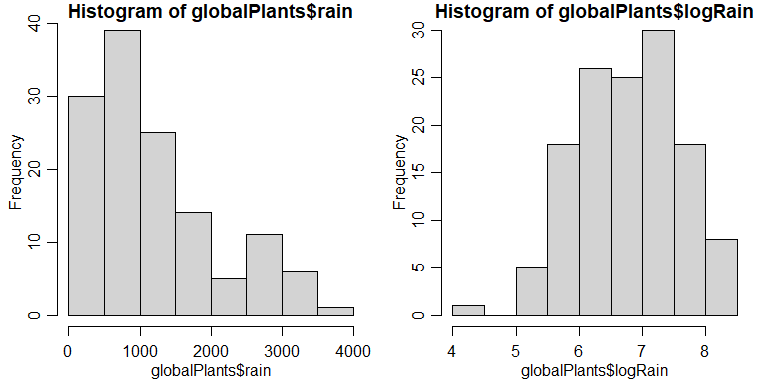 Histogram of globalPlants$rain
Frequency
0 10 20 30 40
0 1000 2000 3000 4000
globalPlants$rain
Histogram of globalPlants$logRain
Frequency
0 5 10 15 20 25 30
4 5 6 7 8
globalPlants$logRain